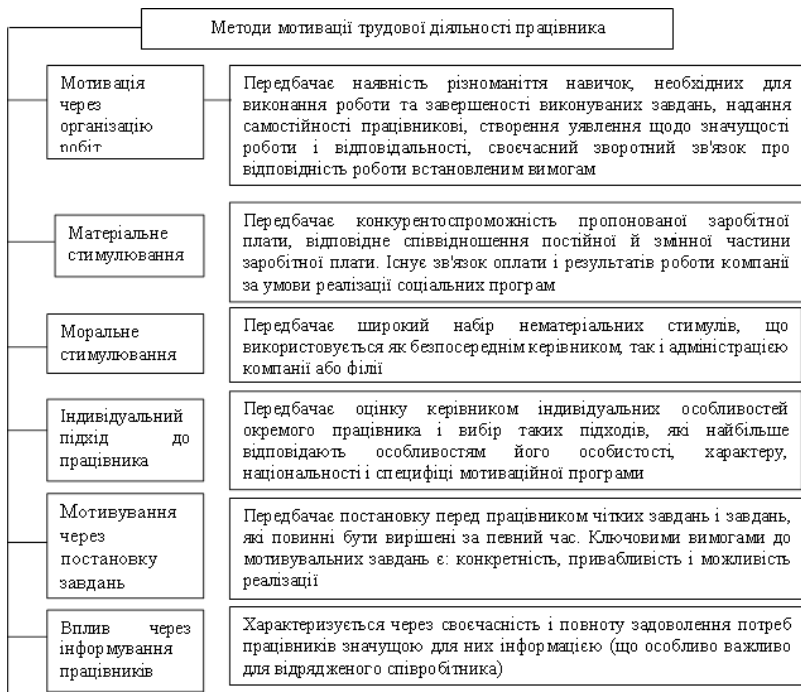 Методи мотивації трудової діяльності працівника
Мотивація
через
організацію
робіт
Передбачає наявність різноманіття навичок, необхідних для
виконання роботи та завершеності виконуваних завдань, надання
самостійності працівникові, створення уявлення щодо значущості
роботи і відповідальності, своєчасний зворотний зв'язок про
відповідність роботи встановленим вимогам
Матеріальне
стимулювання
Передбачає конкурентоспроможність пропонованої заробітної
плати, відповідне співвідношення постійної й змінної частини
заробітної плати. Існує зв'язок оплати і результатів роботи компанії
за умови реалізації соціальних програм
Моральне
стимулювання
Передбачає широкий набір нематеріальних стимулів, що
використовується як безпосереднім керівником, так і адміністрацією
компанії або філії
Індивідуальний
підхід до
працівника
Передбачає оцінку керівником індивідуальних особливостей
окремого працівника і вибір таких підходів, які найбільше
відповідають особливостям його особистості, характеру,
національності і специфіці мотиваційної програми
Мотивування
через
постановку
завдань
Передбачає постановку перед працівником чітких завдань і завдань,
які повинні бути вирішені за певний час. Ключовими вимогами до
мотивувальних завдань є: конкретність, привабливість і можливість
реалізації
Вплив через
інформування
працівників
Характеризується через своєчасність і повноту задоволення потреб
працівників значущою для них інформацією (що особливо важливо
для відрядженого співробітника)